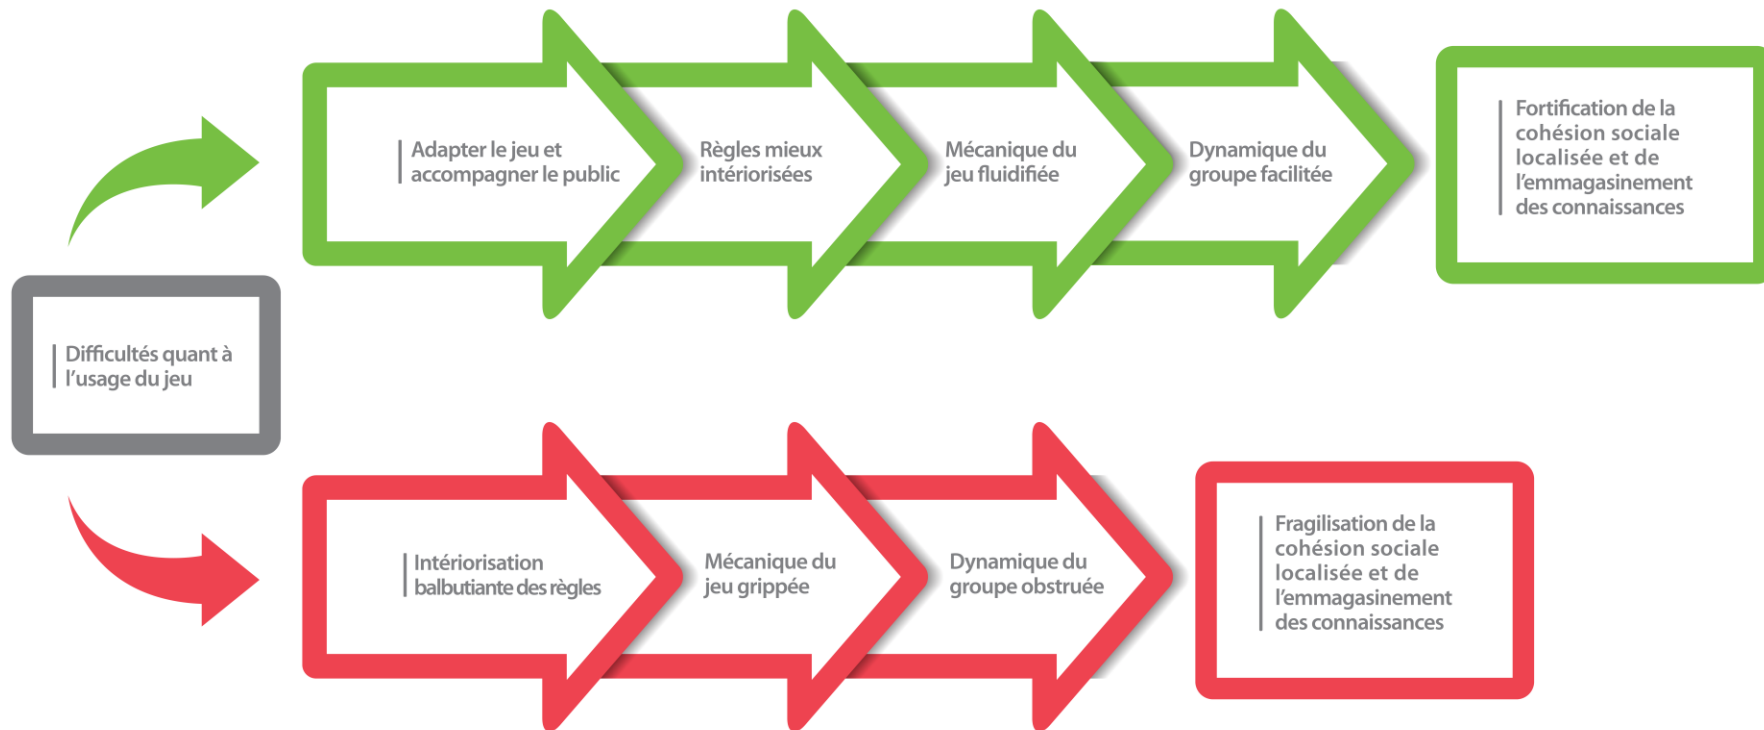 Adapter le jeu et
accompagner le public
Règles mieux
intériorisées
Mécanique du
jeu fluidifiée
Dynamique du
groupe facilitée
Fortification de la
cohésion sociale
localisée et de
l’emmagasinement
des connaissances
Difficultés quant à
l’usage du jeu
Intériorisation
balbutiante des règles
Mécanique du
jeu grippée
Dynamique du
groupe obstruée
Fragilisation de la
cohésion sociale
localisée et de
l’emmagasinement
des connaissances